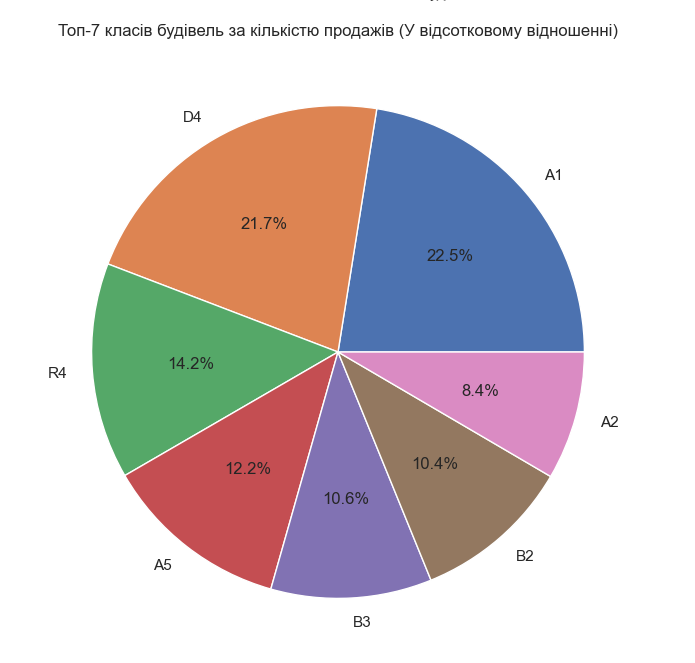 Топ-7 класів будівель за кількістю продажів (У відсотковому відношенні)
D4
A1
21.7%
22.5%
14.2%
R4
8.4%
A2
12.2%
10.4%
10.6%
A5
B2
B3